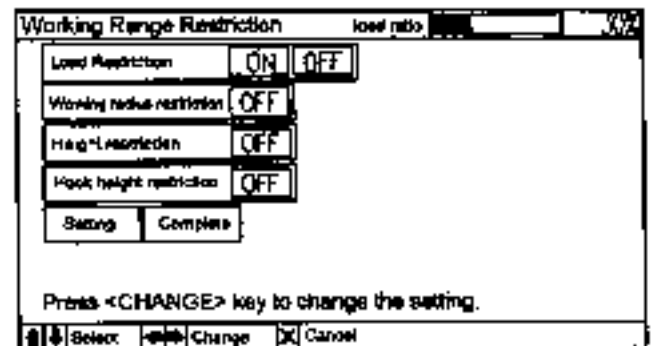 Working Range Restriction load ratio
Load Restriction ON OFF
Working radius restriction OFF
Height restriction OFF
Hook height restriction OFF
Setting Complete
Press <CHANGE> key to change the setting.
Select Change Cancel